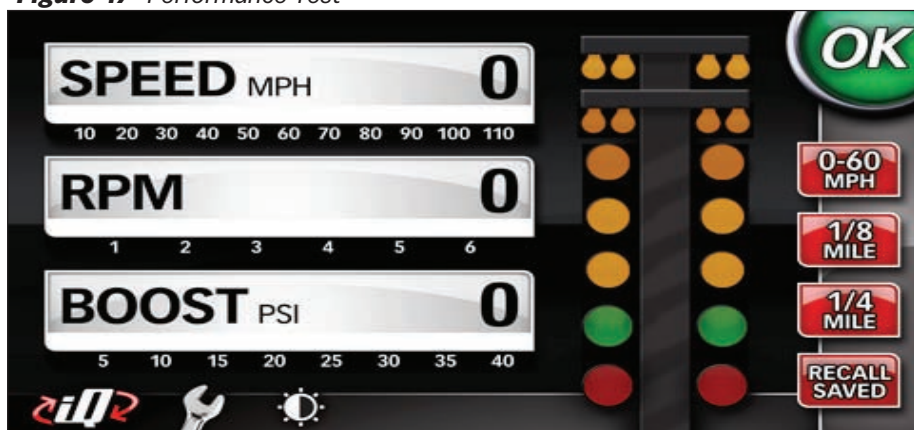 Figure 17 Performance Test
OK
SPEED MPH 0
10 20 30 40 50 60 70 80 90 100 110
RPM 0
1 2 3 4 5 6
BOOST PSI 0
5 10 15 20 25 30 35 40
0-60
MPH
1/8
MILE
1/4
MILE
RECALL
SAVED
iQ